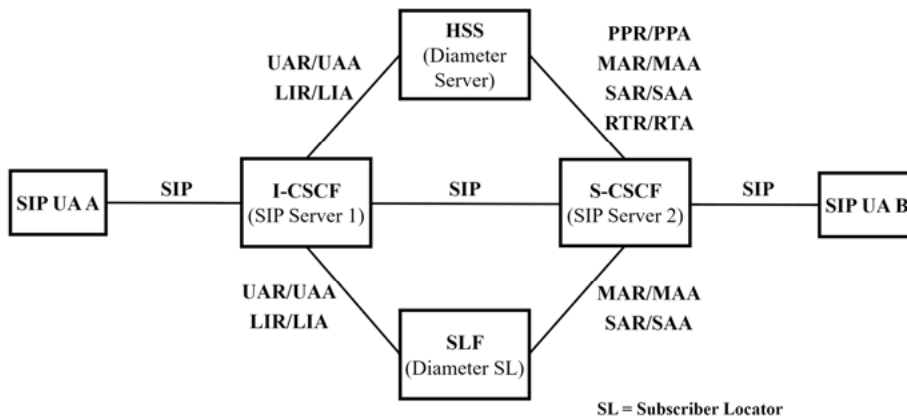 HSS
(Diameter
Server)
UAR/UAA
LIR/LIA
PPR/PPA
MAR/MAA
SAR/SAA
RTR/RTA
SIP UA A
SIP
I-CSCF
(SIP Server 1)
SIP
S-CSCF
(SIP Server 2)
SIP
SIP UA B
UAR/UAA
LIR/LIA
SLF
(Diameter SL)
MAR/MAA
SAR/SAA
SL = Subscriber Locator